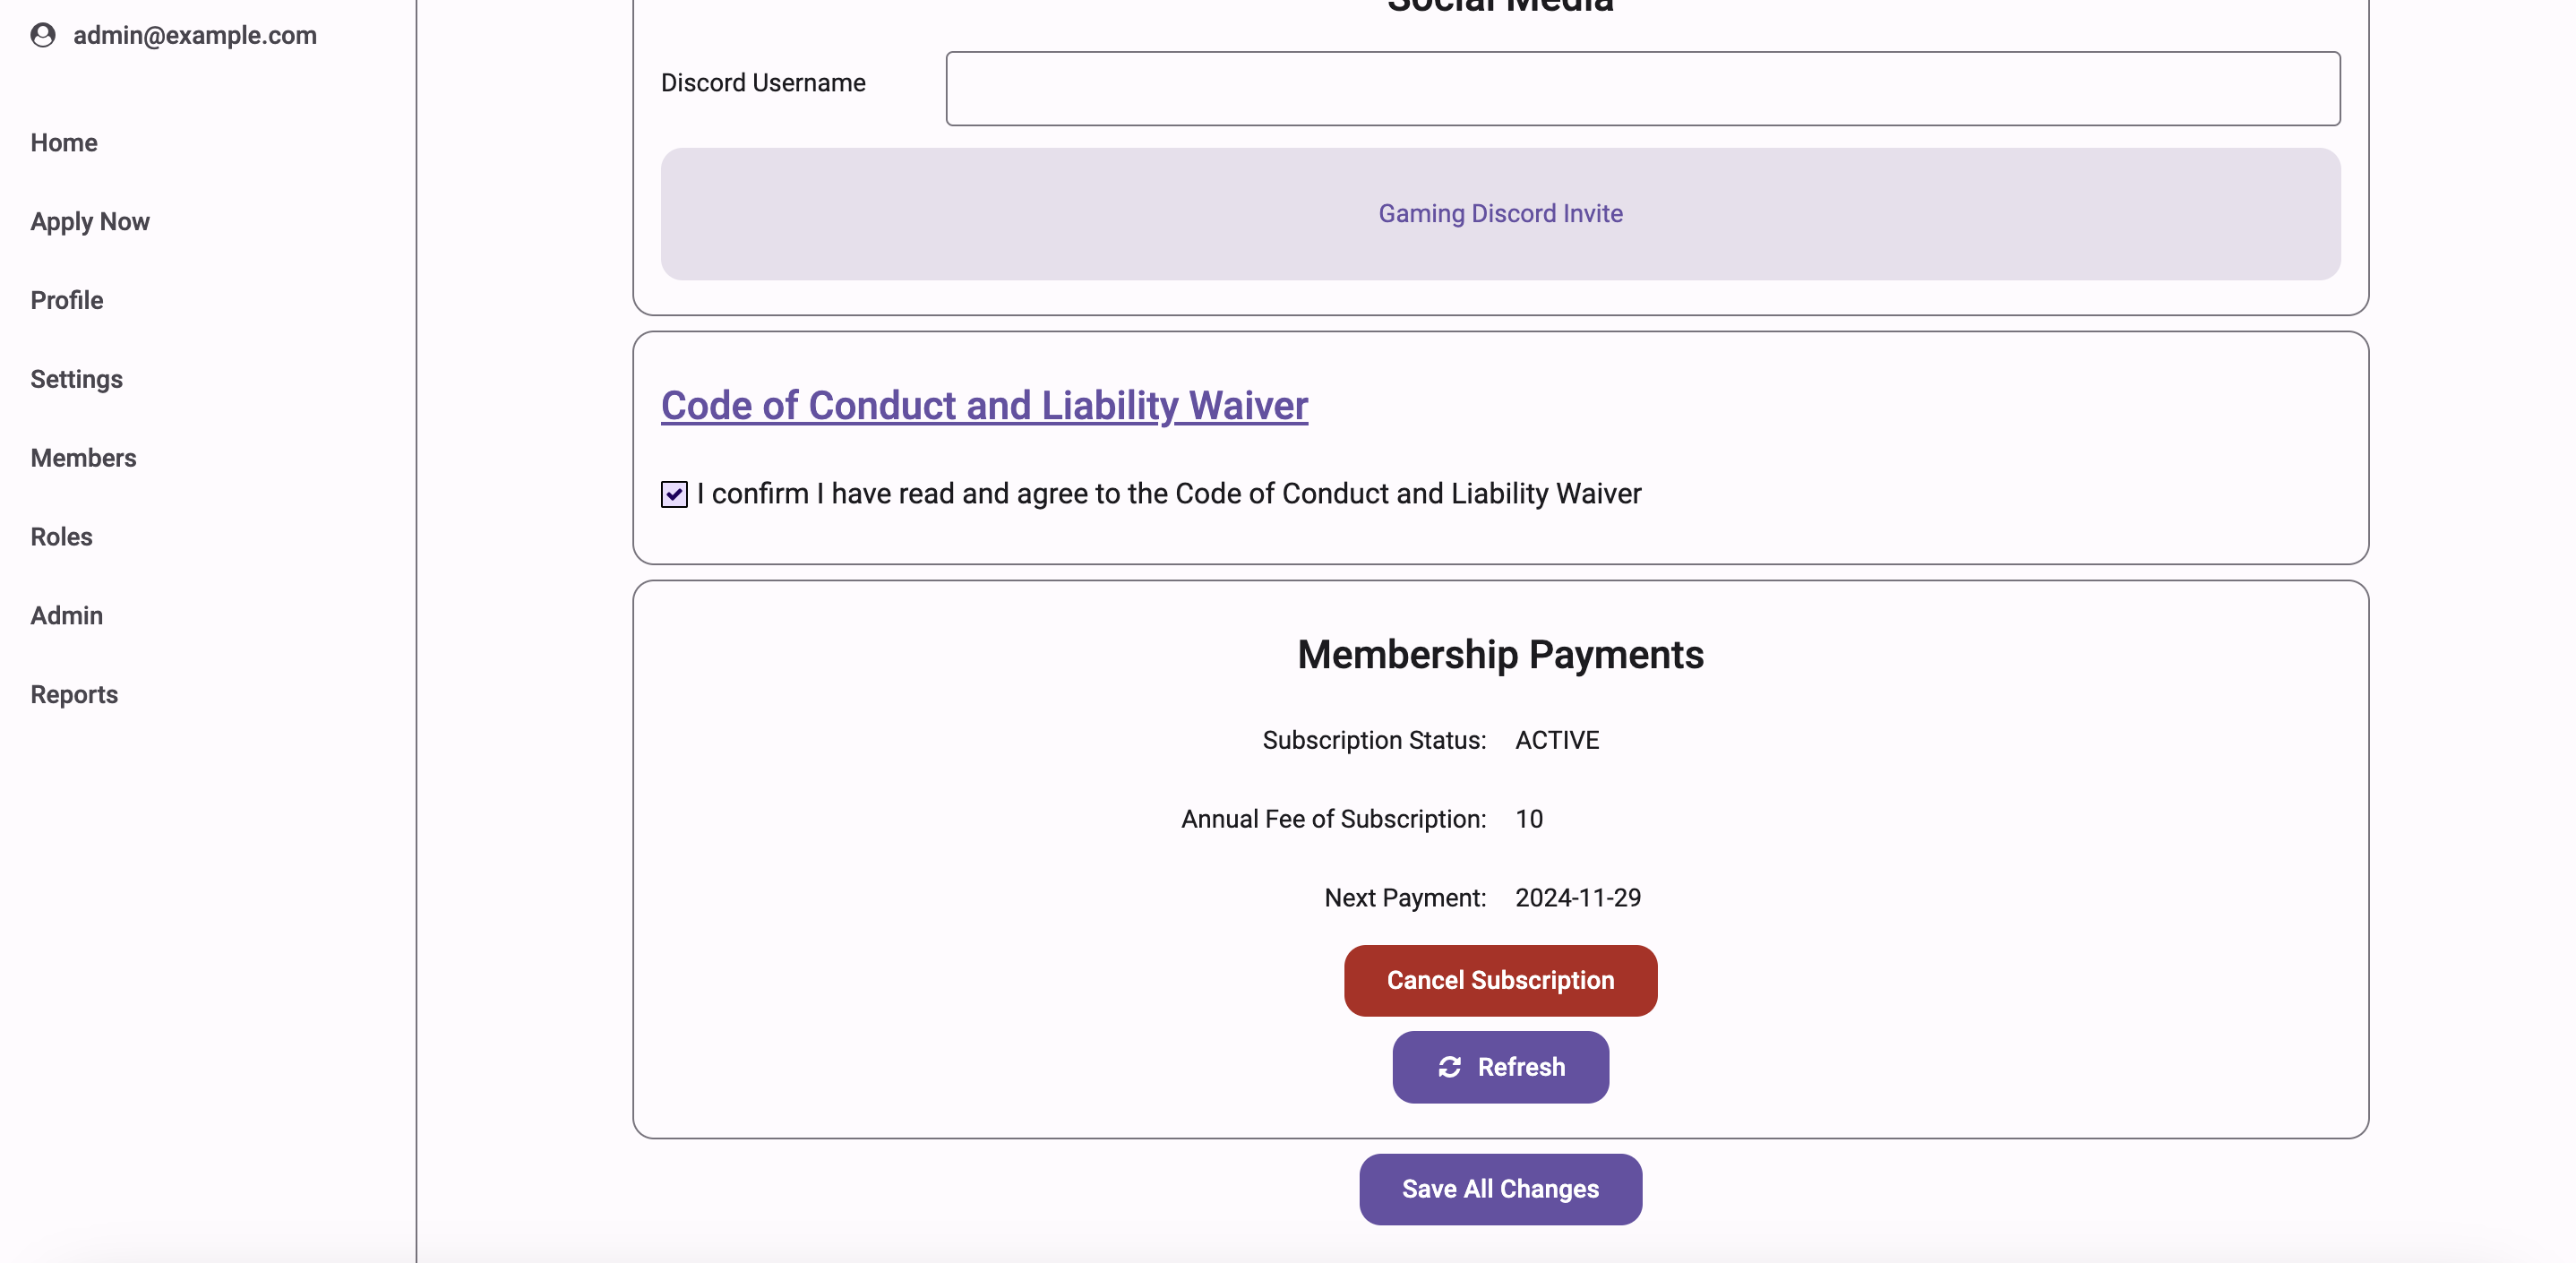 admin@example.com
Home
Apply Now
Profile
Settings
Members
Roles
Admin
Reports
Social Media
Discord Username
Gaming Discord Invite
Code of Conduct and Liability Waiver
I confirm I have read and agree to the Code of Conduct and Liability Waiver
Membership Payments
Subscription Status: ACTIVE
Annual Fee of Subscription: 10
Next Payment: 2024-11-29
Cancel Subscription
Refresh
Save All Changes